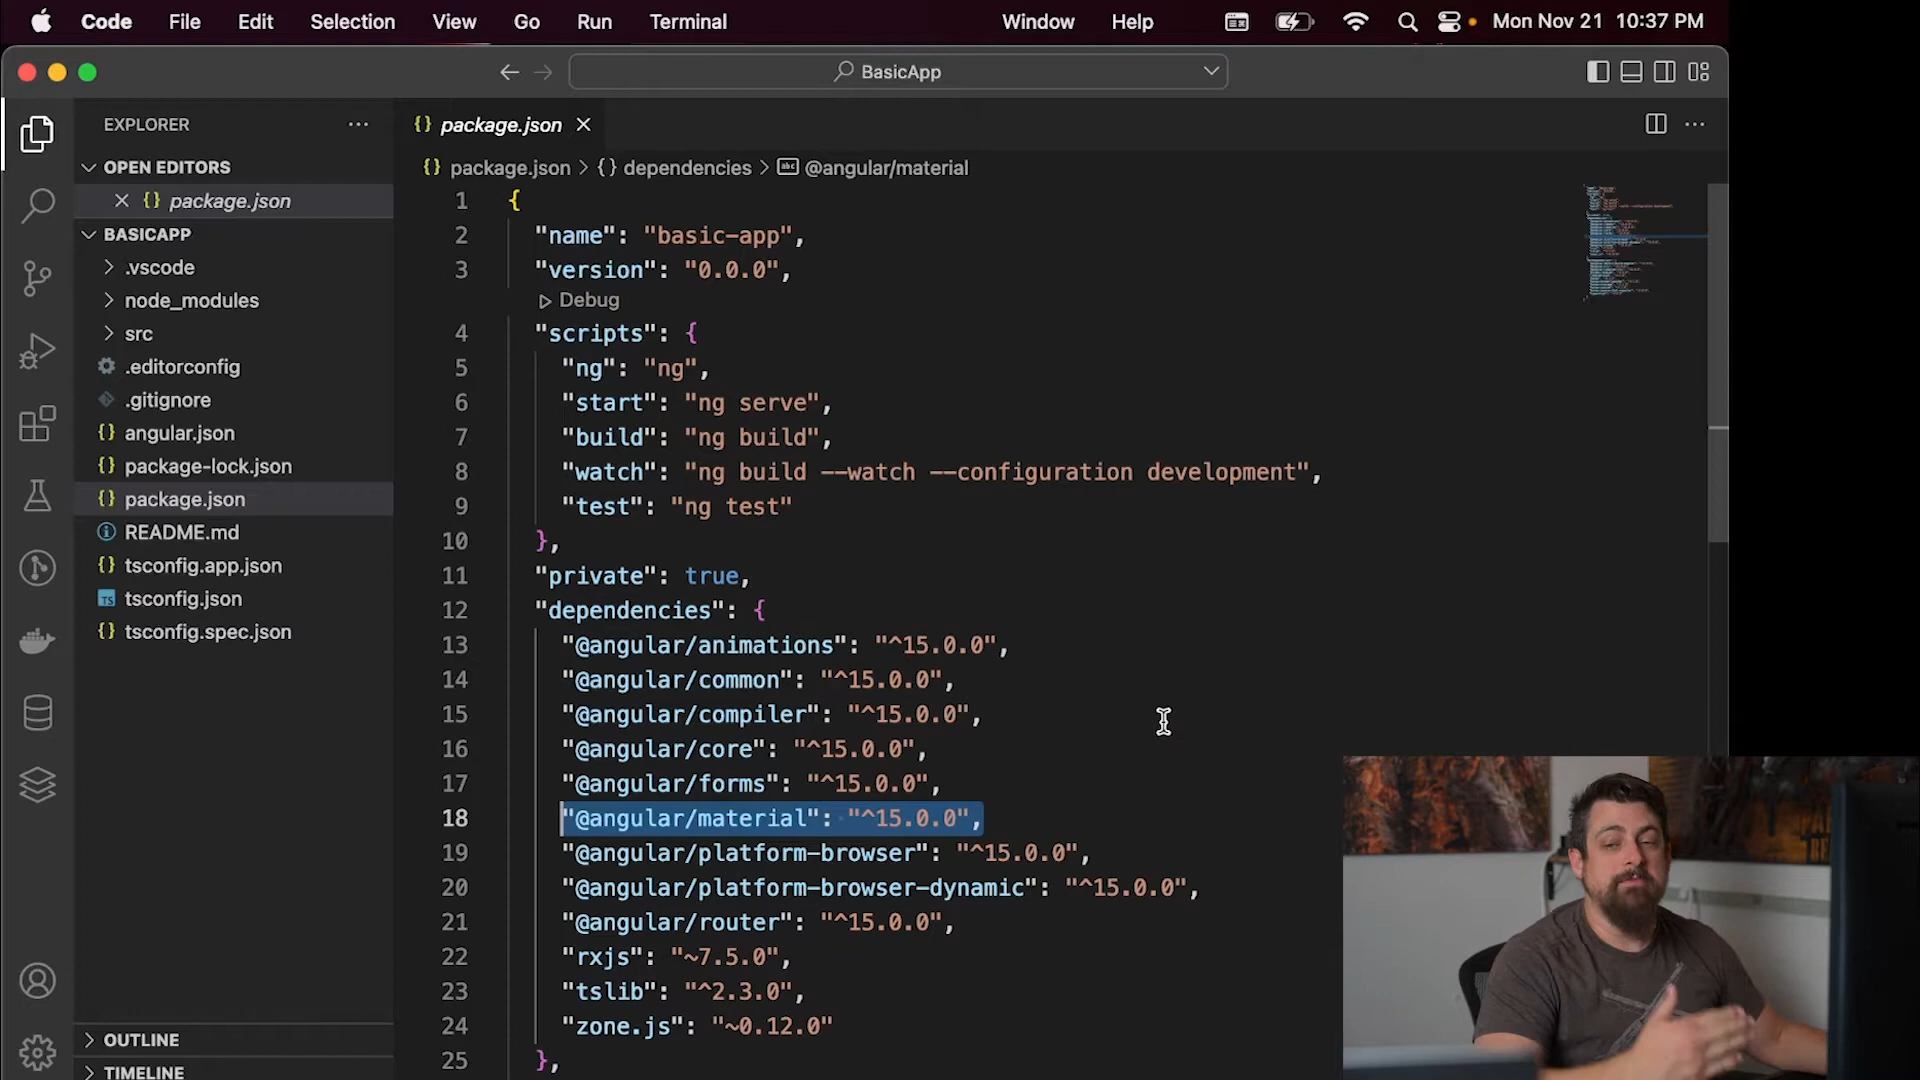 Code File Edit Selection View Go Run Terminal Window Help Mon Nov 21 10:37 PM
BasicApp
EXPLORER
OPEN EDITORS
package.json
BASICAPP
.vscode
node_modules
src
.editorconfig
.gitignore
angular.json
package-lock.json
package.json
README.md
tsconfig.app.json
TS tsconfig.json
tsconfig.spec.json
OUTLINE
TIMELINE
{} package.json
{} package.json > {} dependencies > abc @angular/material
1 {
2 "name": "basic-app",
3 "version": "0.0.0",
Debug
4 "scripts": {
5 "ng": "ng",
6 "start": "ng serve",
7 "build": "ng build",
8 "watch": "ng build --watch --configuration development",
9 "test": "ng test"
10 },
11 "private": true,
12 "dependencies": {
13 "@angular/animations": "^15.0.0",
14 "@angular/common": "^15.0.0",
15 "@angular/compiler": "^15.0.0",
16 "@angular/core": "^15.0.0",
17 "@angular/forms": "^15.0.0",
18 "@angular/material": "^15.0.0",
19 "@angular/platform-browser": "^15.0.0",
20 "@angular/platform-browser-dynamic": "^15.0.0",
21 "@angular/router": "^15.0.0",
22 "rxjs": "~7.5.0",
23 "tslib": "^2.3.0",
24 "zone.js": "~0.12.0"
25 },